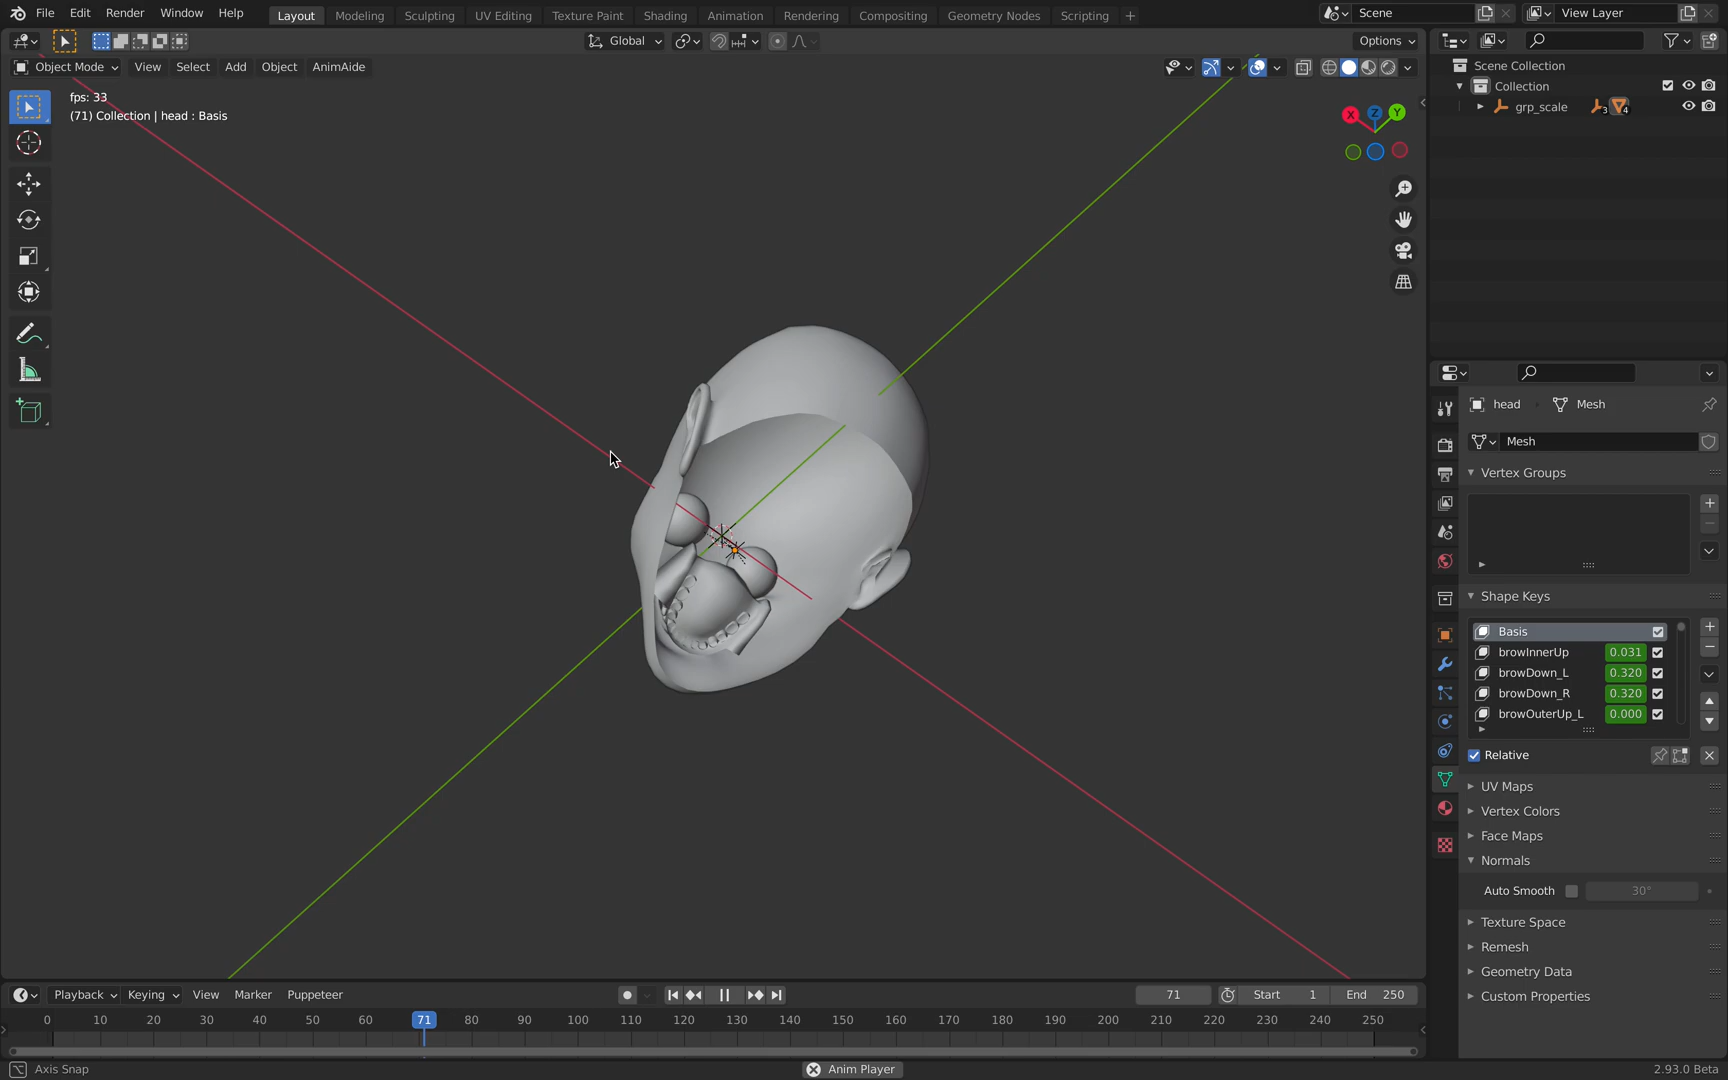 File Edit Render Window Help Layout Modeling Sculpting UV Editing Texture Paint Shading Animation Rendering Compositing Geometry Nodes Scripting + Scene View Layer
Global Options
Object Mode View Select Add Object AnimAide
Scene Collection
Collection
grp_scale 3 4
fps: 33
(71) Collection | head : Basis
X Z Y
head Mesh
Mesh
Vertex Groups
Shape Keys
Basis
browInnerUp 0.031
browDown_L 0.320
browDown_R 0.320
browOuterUp_L 0.000
Relative
UV Maps
Vertex Colors
Face Maps
Normals
Auto Smooth 30°
Texture Space
Remesh
Geometry Data
Custom Properties
Playback Keying View Marker Puppeteer 71 Start 1 End 250
0 10 20 30 40 50 60 71 80 90 100 110 120 130 140 150 160 170 180 190 200 210 220 230 240 250
Axis Snap Anim Player 2.93.0 Beta